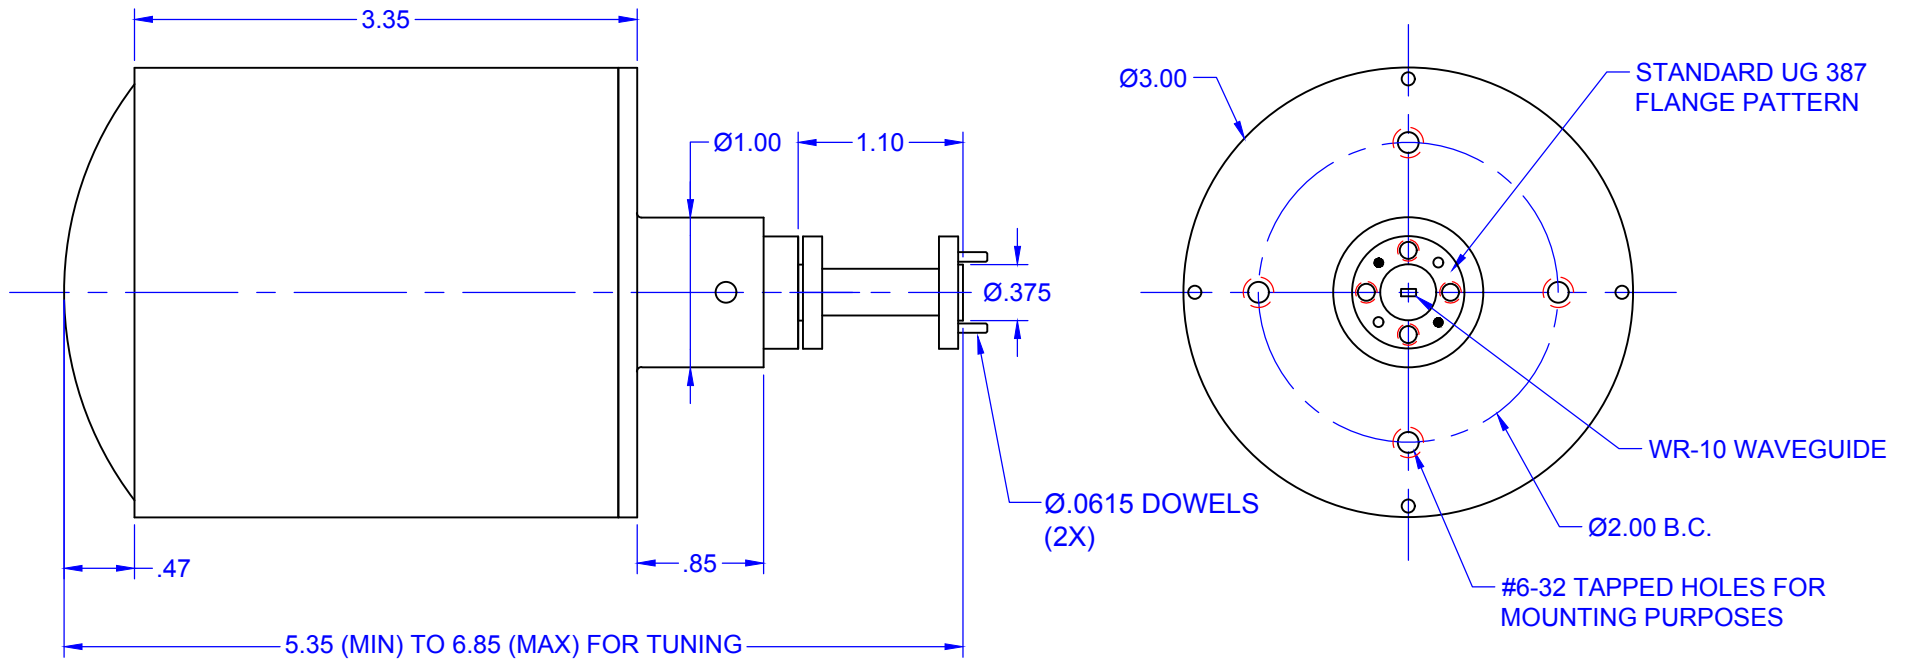 3.35
Ø1.00
1.10
Ø.375
Ø.0615 DOWELS
(2X)
.47
.85
5.35 (MIN) TO 6.85 (MAX) FOR TUNING
Ø3.00
STANDARD UG 387
FLANGE PATTERN
WR-10 WAVEGUIDE
Ø2.00 B.C.
#6-32 TAPPED HOLES FOR
MOUNTING PURPOSES